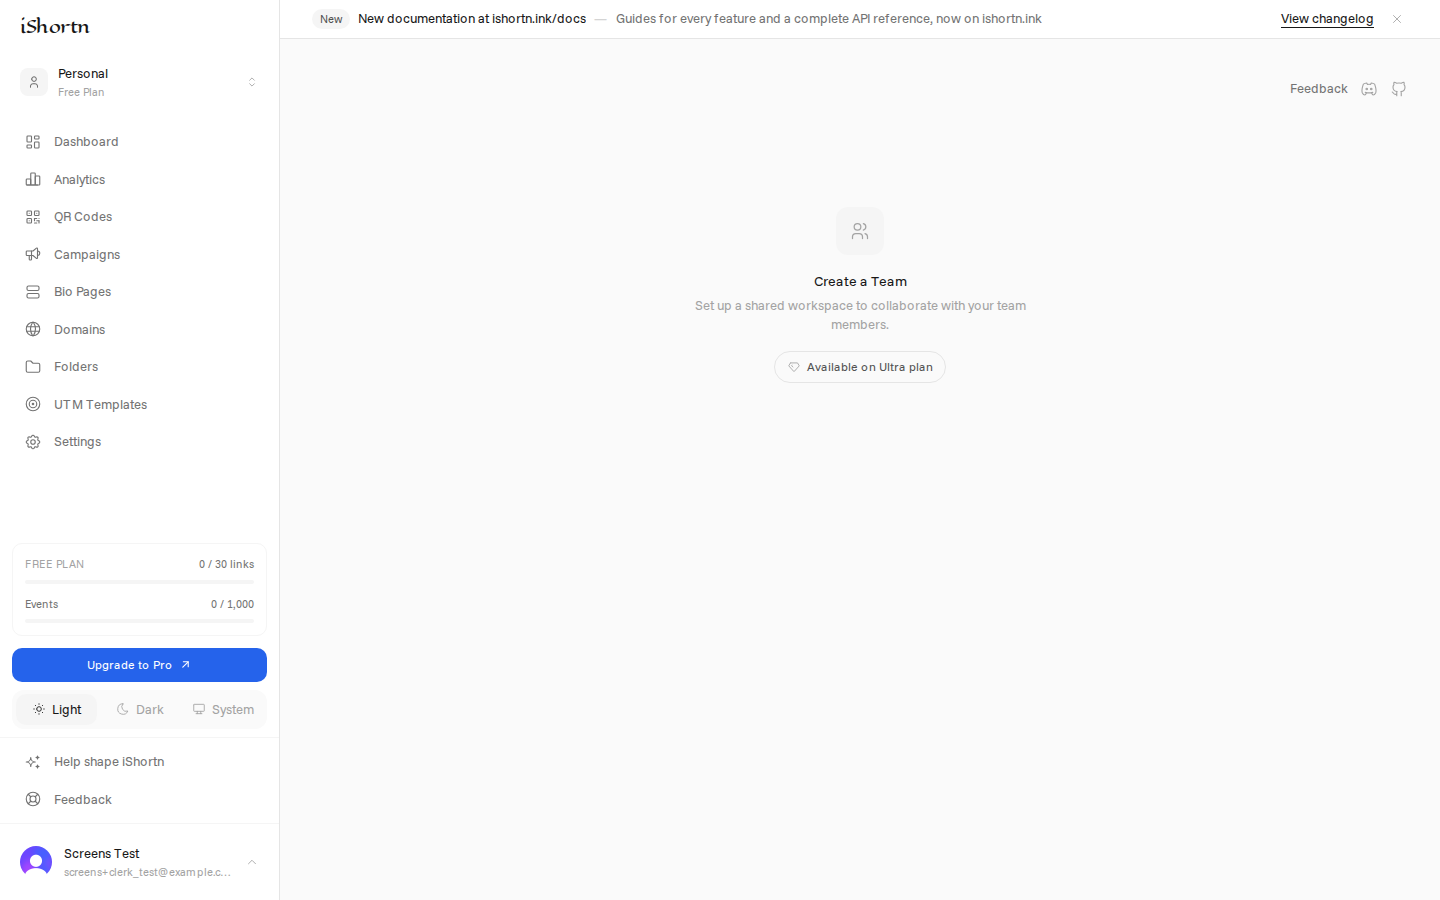 iShortn
Personal
Free Plan
Dashboard
Analytics
QR Codes
Campaigns
Bio Pages
Domains
Folders
UTM Templates
Settings
FREE PLAN 0 / 30 links
Events 0 / 1,000
Upgrade to Pro
Light Dark System
Help shape iShortn
Feedback
Screens Test
screens+clerk_test@example.c...
New New documentation at ishortn.ink/docs — Guides for every feature and a complete API reference, now on ishortn.ink View changelog
Feedback
Create a Team
Set up a shared workspace to collaborate with your team
members.
Available on Ultra plan